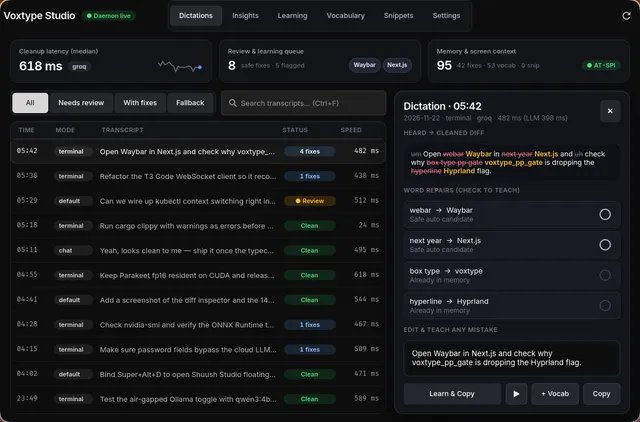 Voxtype Studio
Daemon live
Dictations
Insights
Learning
Vocabulary
Snippets
Settings
Cleanup latency (median)
618 ms groq
Review & learning queue
8 safe fixes · 5 flagged
Waybar
Next.js
Memory & screen context
95 42 fixes · 53 vocab · 0 snip
AT-SPI
All
Needs review
With fixes
Fallback
Search transcripts... (Ctrl+F)
TIME MODE TRANSCRIPT STATUS SPEED
05:42 terminal Open Waybar in Next.js and check why voxtype_... 4 fixes 482 ms
05:38 terminal Refactor the T3 Code WebSocket client so it reco... 1 fixes 438 ms
05:29 default Can we wire up kubectl context switching right in... Review 512 ms
05:18 terminal Run cargo clippy with warnings as errors before ... Clean 24 ms
05:11 chat Yeah, looks clean to me — ship it once the typec... Clean 495 ms
04:55 terminal Keep Parakeet fp16 resident on CUDA and releas... Clean 618 ms
04:41 default Add a screenshot of the diff inspector and the 14... Clean 544 ms
04:28 terminal Check nvidia-smi and verify the ONNX Runtime t... 1 fixes 467 ms
04:15 terminal Make sure password fields bypass the cloud LLM... 1 fixes 509 ms
04:02 default Bind Super+Alt+D to open Shuush Studio floating... Clean 471 ms
23:49 terminal Test the air-gapped Ollama toggle with qwen3:4b... Clean 589 ms
Dictation · 05:42
2026-11-22 · terminal · groq · 482 ms (LLM 398 ms)
HEARD → CLEANED DIFF
um Open webar Waybar in next year Next.js and uh check
why box type pp gate voxtype_pp_gate is dropping the
hyperline Hyprland flag.
WORD REPAIRS (CHECK TO TEACH)
webar → Waybar
Safe auto candidate
next year → Next.js
Safe auto candidate
box type → voxtype
Already in memory
hyperline → Hyprland
Already in memory
EDIT & TEACH ANY MISTAKE
Open Waybar in Next.js and check why
voxtype_pp_gate is dropping the Hyprland flag.
Learn & Copy
+ Vocab
Copy